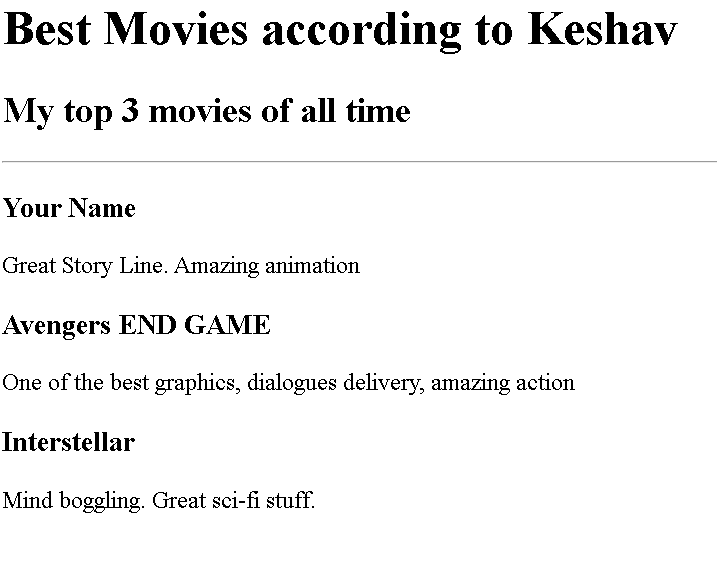 Best Movies according to Keshav
My top 3 movies of all time
Your Name
Great Story Line. Amazing animation
Avengers END GAME
One of the best graphics, dialogues delivery, amazing action
Interstellar
Mind boggling. Great sci-fi stuff.